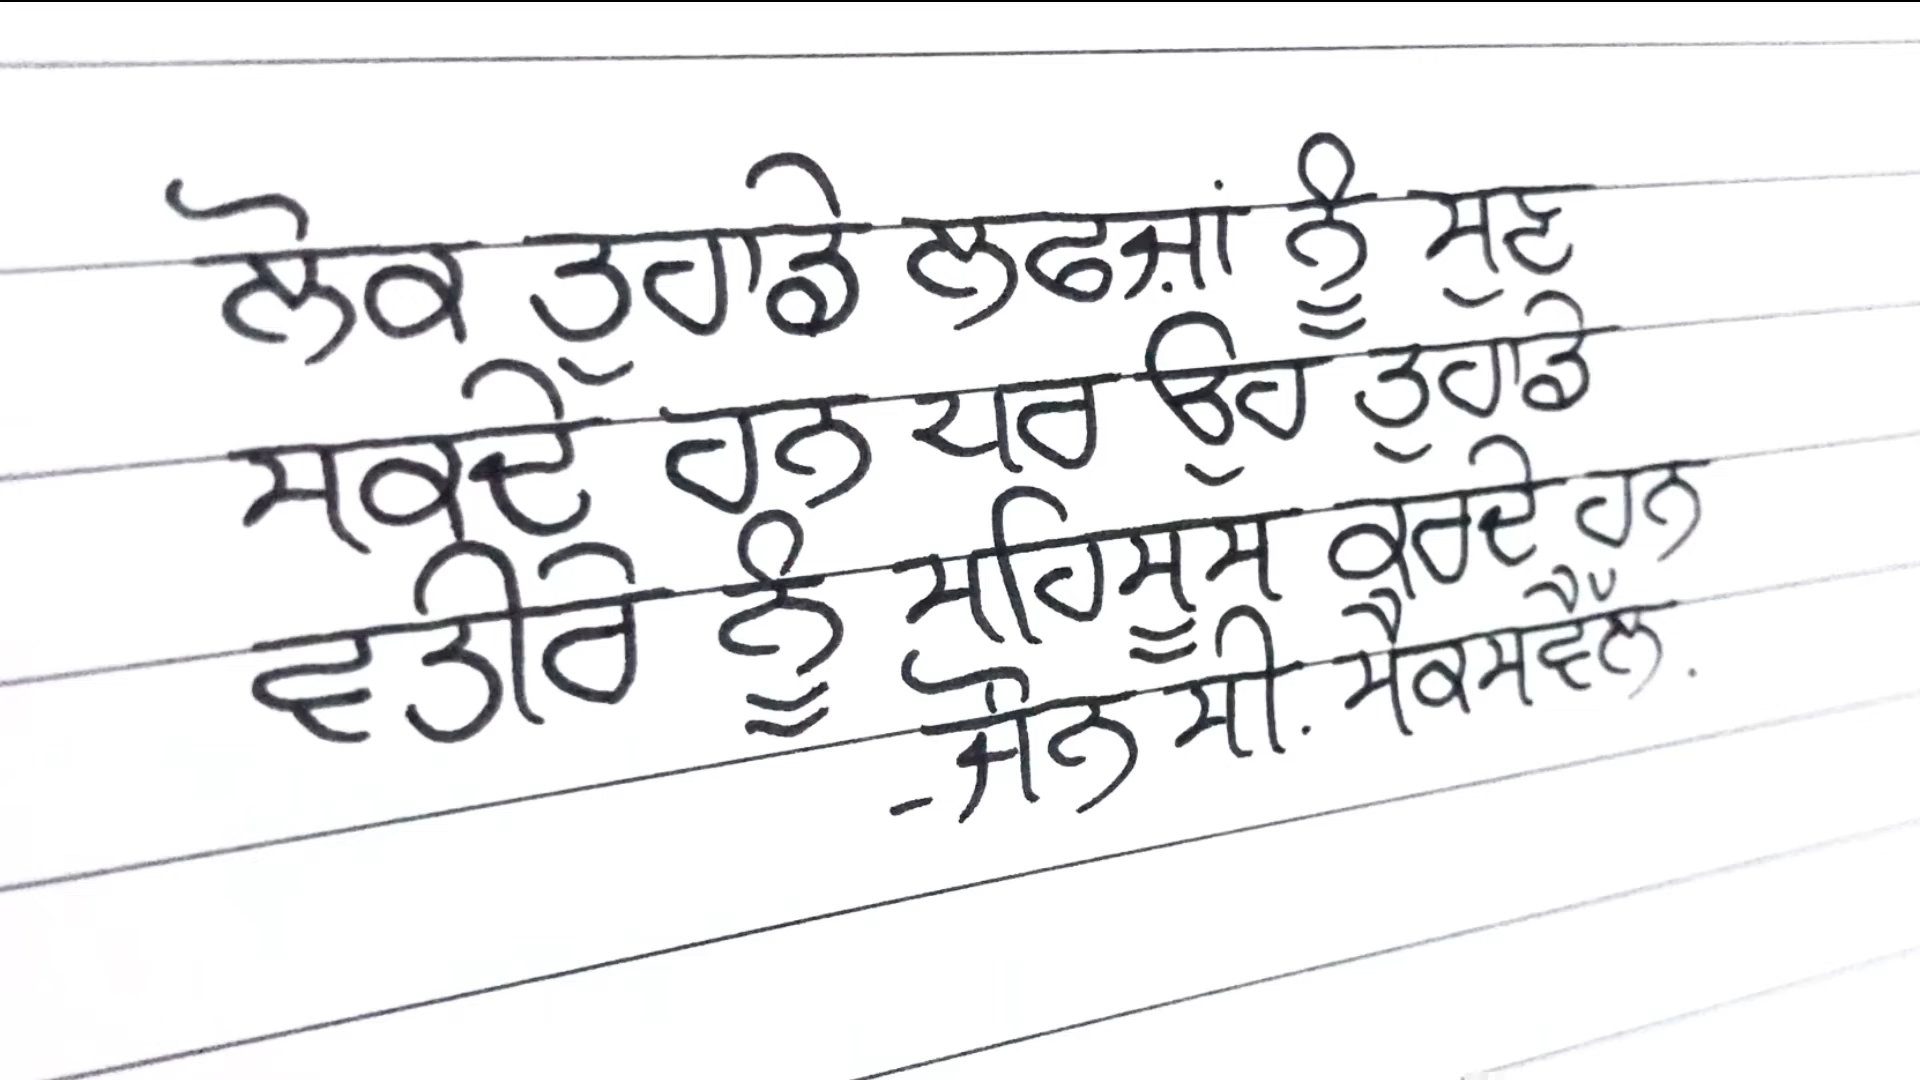 ਲੋਕ ਤੁਹਾਡੇ ਲਫਜ਼ਾਂ ਨੂੰ ਸੁਣ
ਸਕਦੇ ਹਨ ਪਰ ਉਹ ਤੁਹਾਡੇ
ਵਤੀਰੇ ਨੂੰ ਮਹਿਸੂਸ ਕਰਦੇ ਹਨ
-ਜੋਨ ਸੀ. ਮੈਕਸਵੈੱਲ.